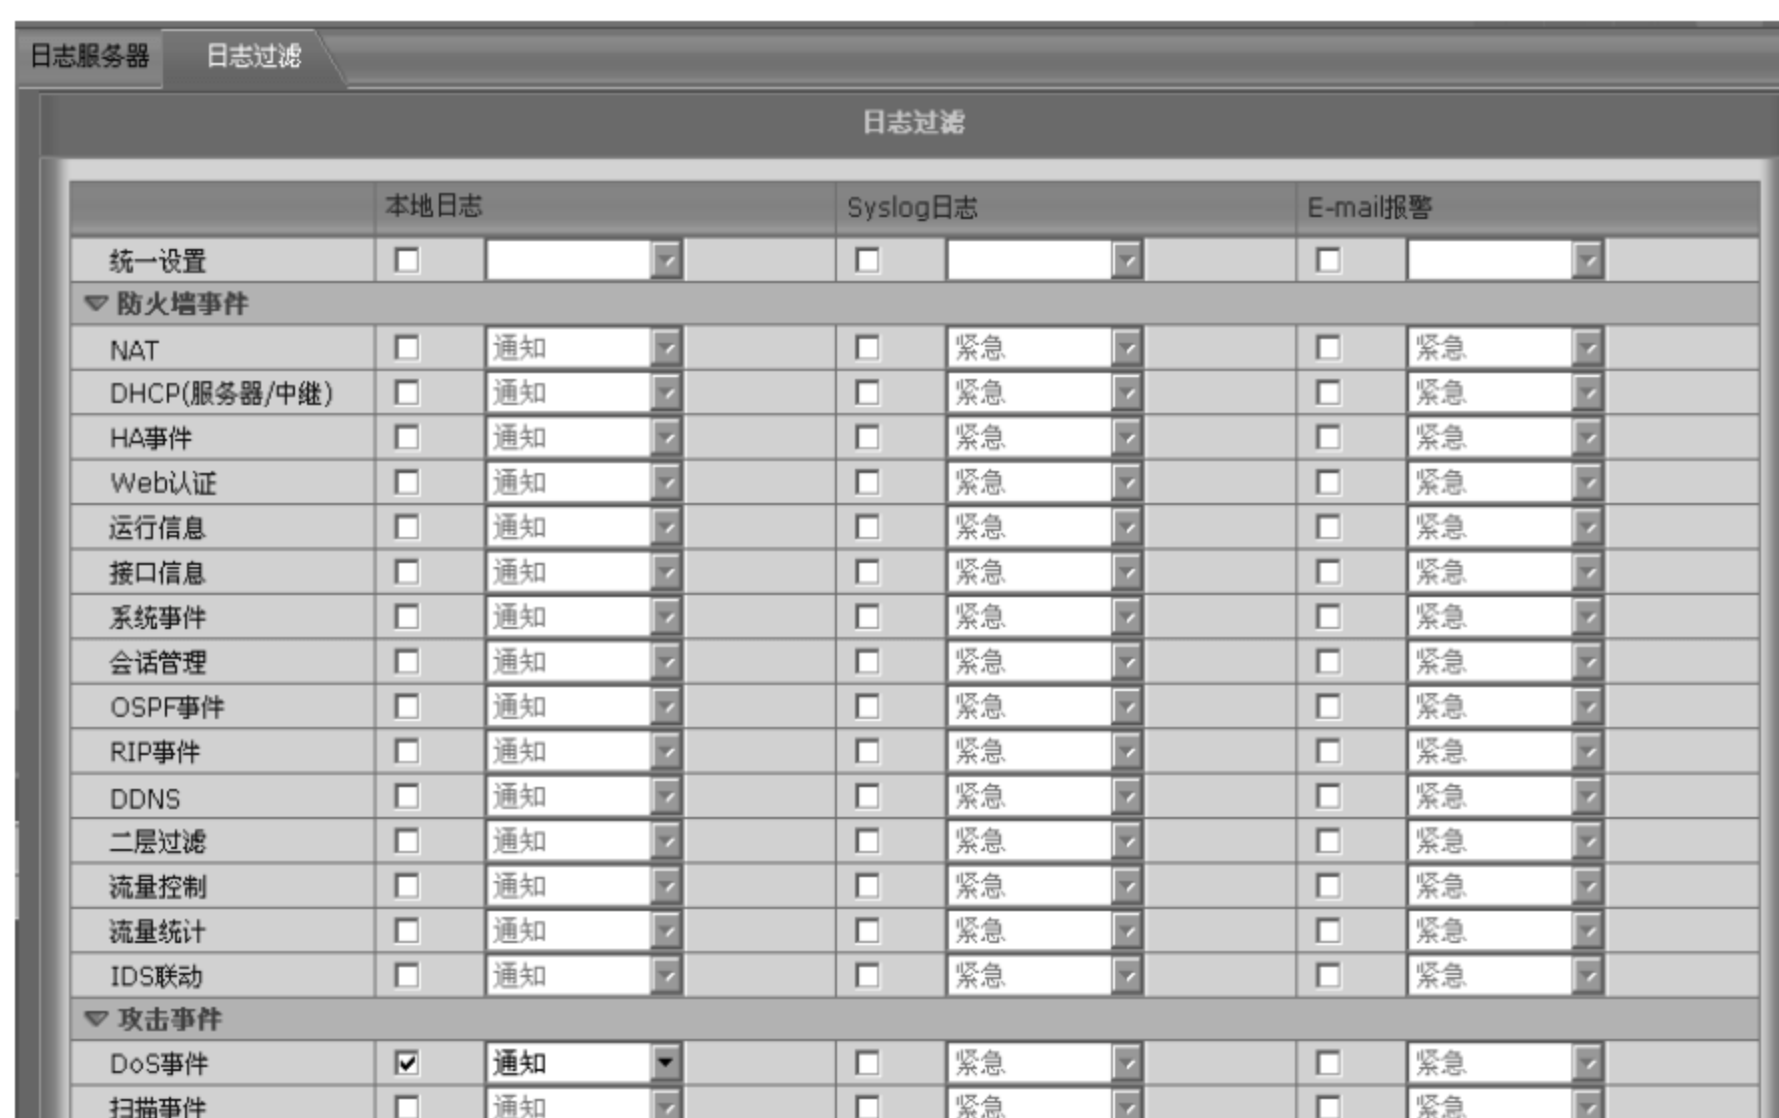 日志服务器 日志过滤
日志过滤
本地日志 Syslog日志 E-mail报警
统一设置
防火墙事件
NAT 通知 紧急 紧急
DHCP(服务器/中继) 通知 紧急 紧急
HA事件 通知 紧急 紧急
Web认证 通知 紧急 紧急
运行信息 通知 紧急 紧急
接口信息 通知 紧急 紧急
系统事件 通知 紧急 紧急
会话管理 通知 紧急 紧急
OSPF事件 通知 紧急 紧急
RIP事件 通知 紧急 紧急
DDNS 通知 紧急 紧急
二层过滤 通知 紧急 紧急
流量控制 通知 紧急 紧急
流量统计 通知 紧急 紧急
IDS联动 通知 紧急 紧急
攻击事件
DoS事件 通知 紧急 紧急
扫描事件 通知 紧急 紧急